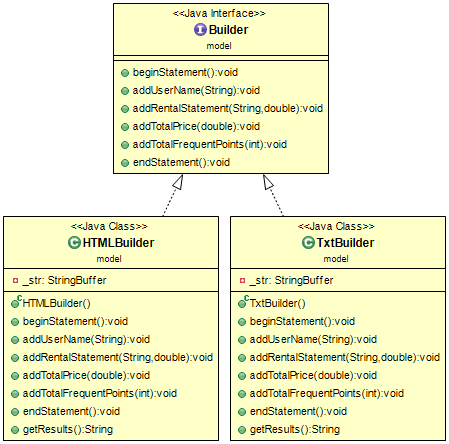 <<Java Interface>>
Builder
model
beginStatement():void
addUserName(String):void
addRentalStatement(String,double):void
addTotalPrice(double):void
addTotalFrequentPoints(int):void
endStatement():void
<<Java Class>>
HTMLBuilder
model
_str: StringBuffer
HTMLBuilder()
beginStatement():void
addUserName(String):void
addRentalStatement(String,double):void
addTotalPrice(double):void
addTotalFrequentPoints(int):void
endStatement():void
getResults():String
<<Java Class>>
TxtBuilder
model
_str: StringBuffer
TxtBuilder()
beginStatement():void
addUserName(String):void
addRentalStatement(String,double):void
addTotalPrice(double):void
addTotalFrequentPoints(int):void
endStatement():void
getResults():String